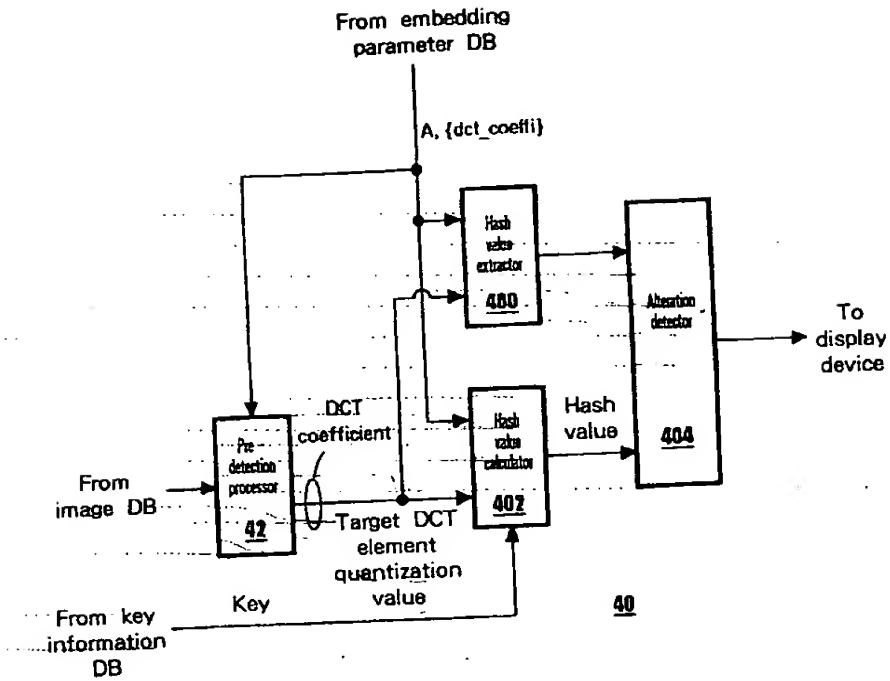 From embedding
parameter DB
A, {dct_coeffi}
Hash
value
extractor
400
Alteration
detector
404
To
display
device
DCT
coefficient
Hash
value
calculator
402
Hash
value
Pre
detection
processor
42
From
image DB
Target DCT
element
quantization
value
Key
From key
information
DB
40